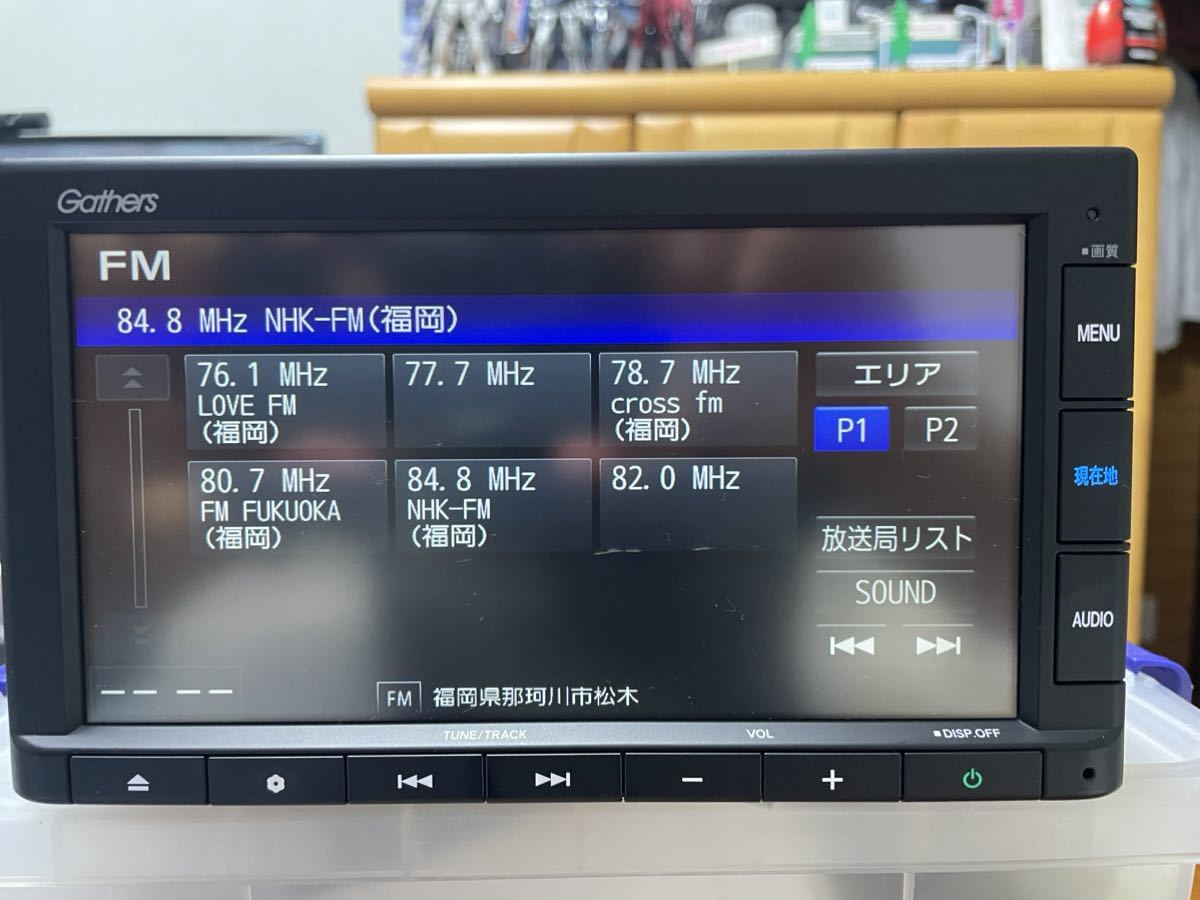 Gathers
画質
FM
84.8 MHz NHK-FM(福岡)
76.1 MHz
LOVE FM
(福岡)
77.7 MHz
78.7 MHz
cross fm
(福岡)
80.7 MHz
FM FUKUOKA
(福岡)
84.8 MHz
NHK-FM
(福岡)
82.0 MHz
エリア
P1
P2
放送局リスト
SOUND
MENU
現在地
AUDIO
-- --
FM 福岡県那珂川市松木
TUNE/TRACK
VOL
DISP.OFF